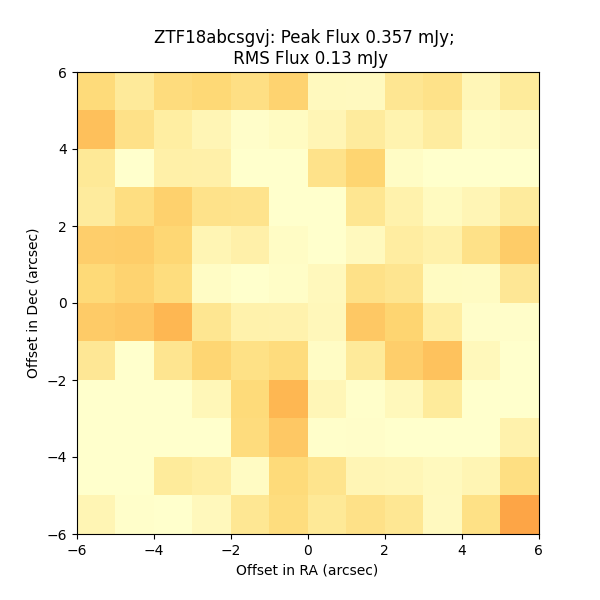 ZTF18abcsgvj: Peak Flux 0.357 mJy;
RMS Flux 0.13 mJy
6
4
2
0
−2
−4
−6
Offset in Dec (arcsec)
−6 −4 −2 0 2 4 6
Offset in RA (arcsec)